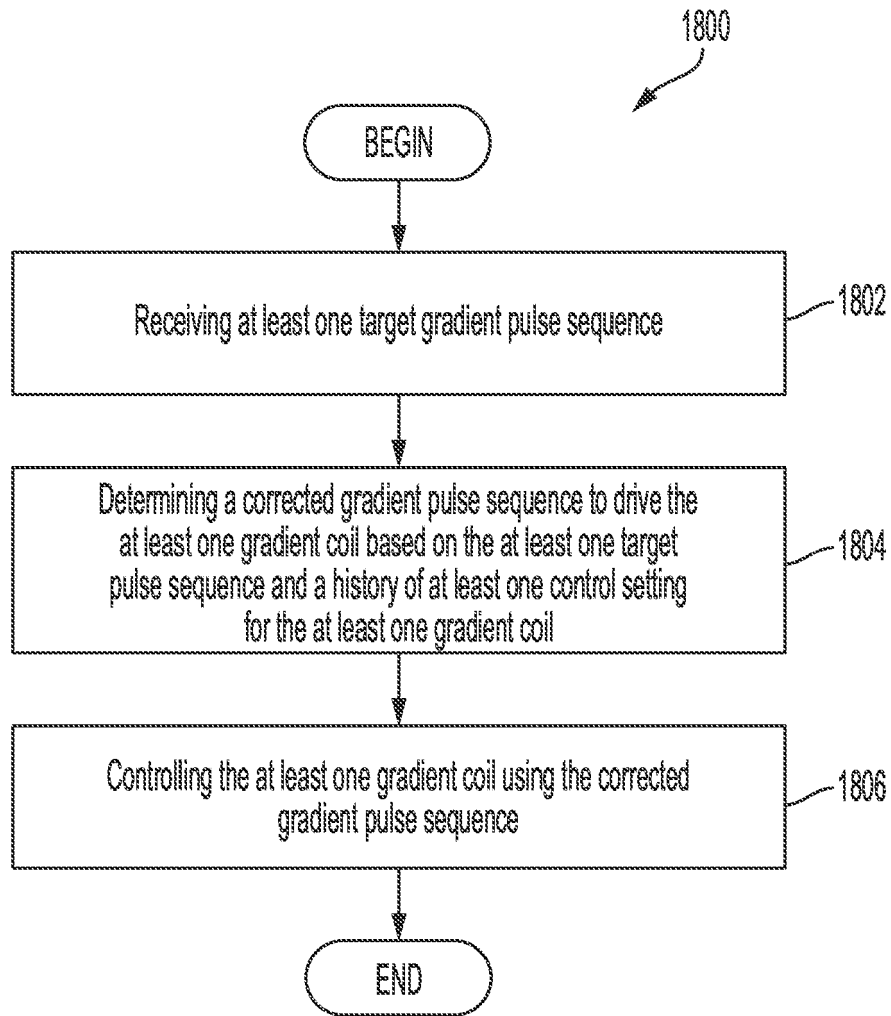 1800
BEGIN
Receiving at least one target gradient pulse sequence
1802
Determining a corrected gradient pulse sequence to drive the
at least one gradient coil based on the at least one target
pulse sequence and a history of at least one control setting
for the at least one gradient coil
1804
Controlling the at least one gradient coil using the corrected
gradient pulse sequence
1806
END